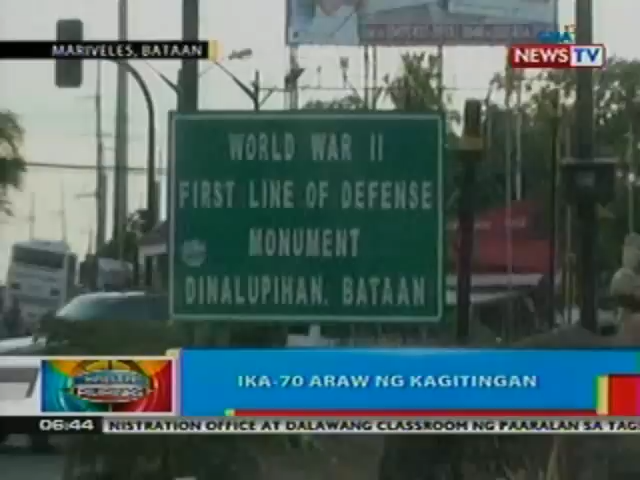 MARIVELES, BATAAN
GMA
NEWS TV
WORLD WAR II
FIRST LINE OF DEFENSE
MONUMENT
DINALUPIHAN, BATAAN
IKA-70 ARAW NG KAGITINGAN
06:44
NISTRATION OFFICE AT DALAWANG CLASSROOM NG PAARALAN SA TAG